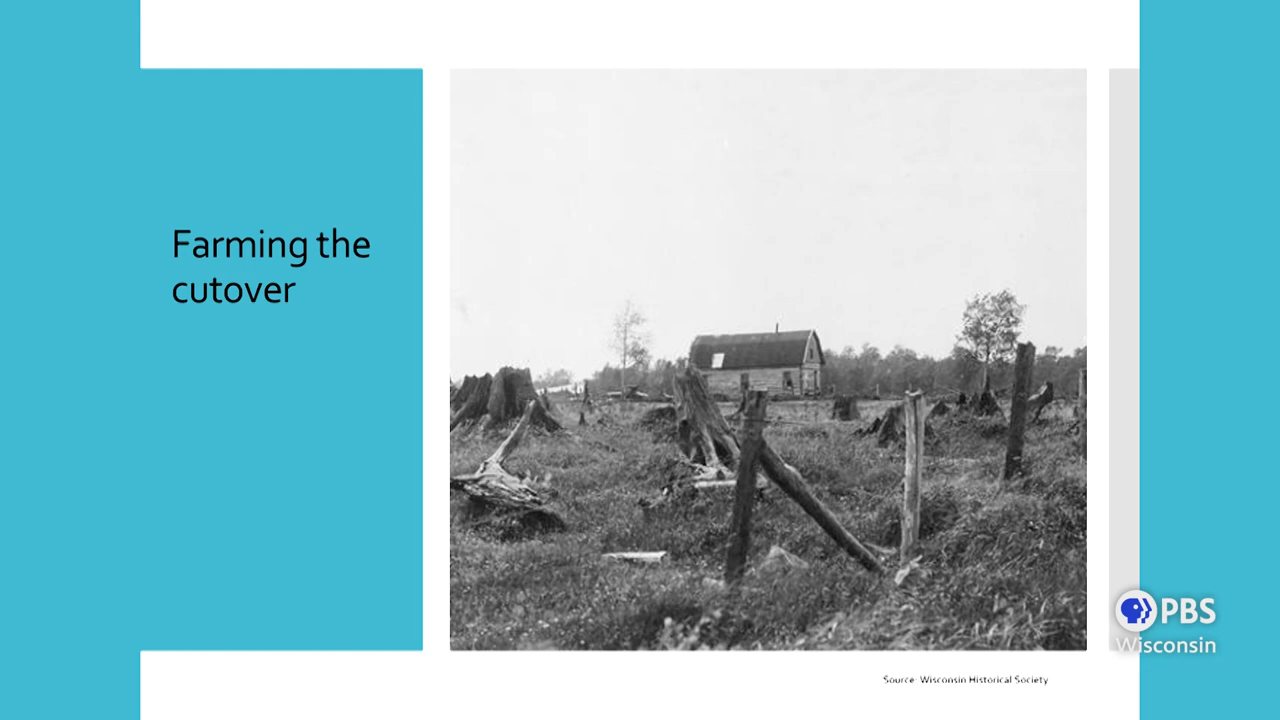 Farming the
cutover
PBS
Wisconsin
Source: Wisconsin Historical Society